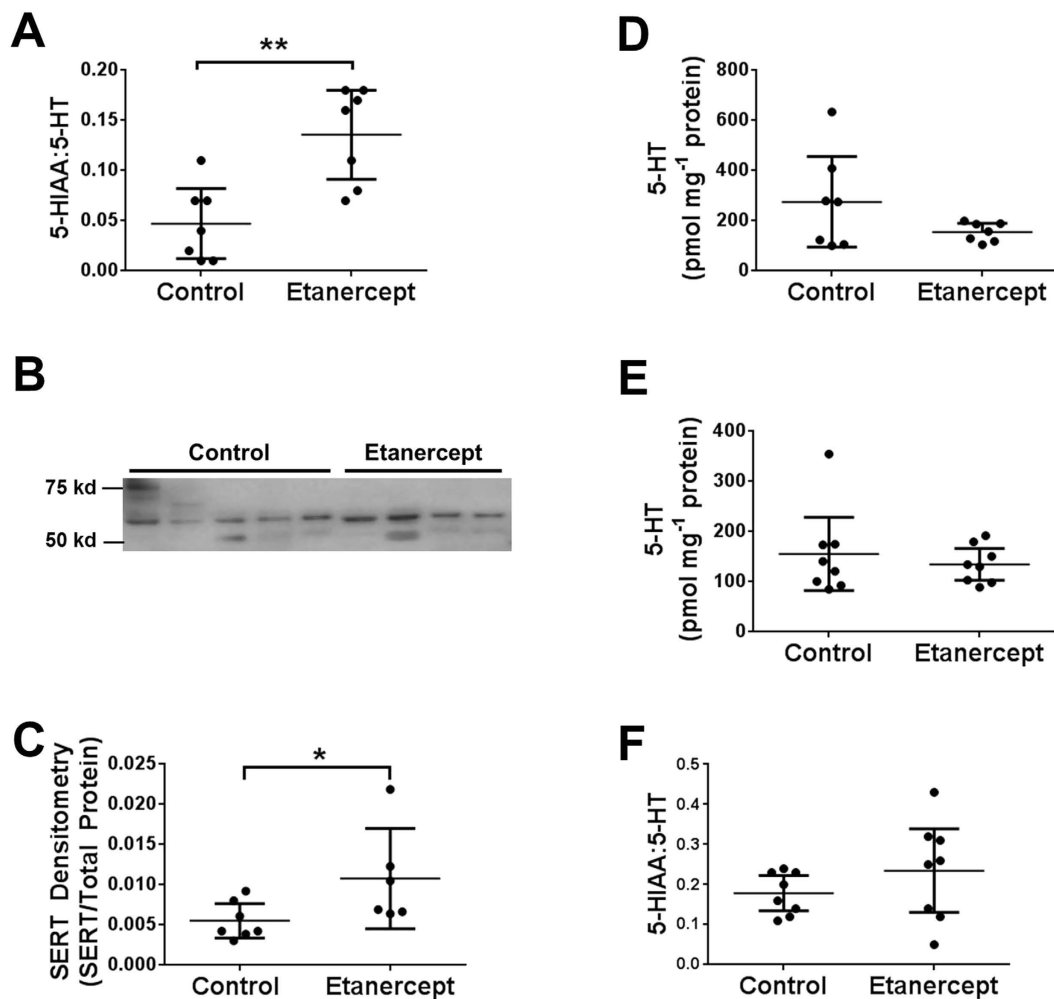 A
**
5-HIAA:5-HT
0.20
0.15
0.10
0.05
0.00
Control Etanercept
B
Control Etanercept
75 kd
50 kd
C
*
SERT Densitometry
(SERT/Total Protein)
0.025
0.020
0.015
0.010
0.005
0.000
Control Etanercept
D
5-HT
(pmol mg⁻¹ protein)
800
600
400
200
0
Control Etanercept
E
5-HT
(pmol mg⁻¹ protein)
400
300
200
100
0
Control Etanercept
F
5-HIAA:5-HT
0.5
0.4
0.3
0.2
0.1
0.0
Control Etanercept